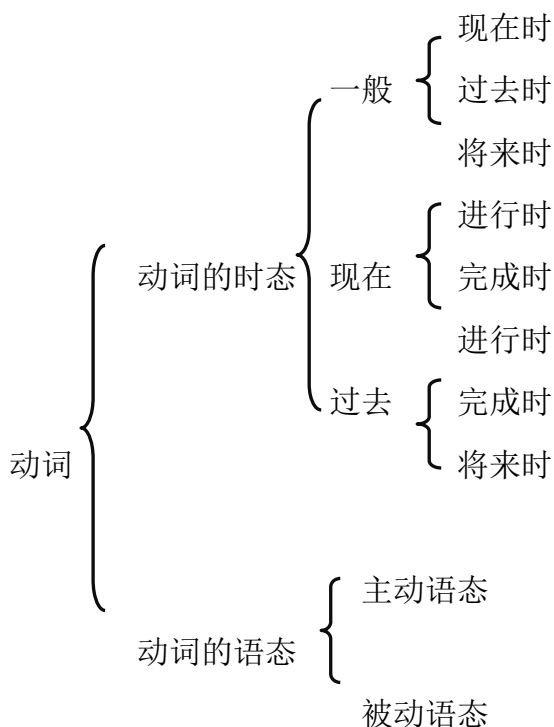 现在时
一般 过去时
将来时
进行时
动词的时态 现在 完成时
进行时
过去 完成时
动词 将来时
主动语态
动词的语态
被动语态